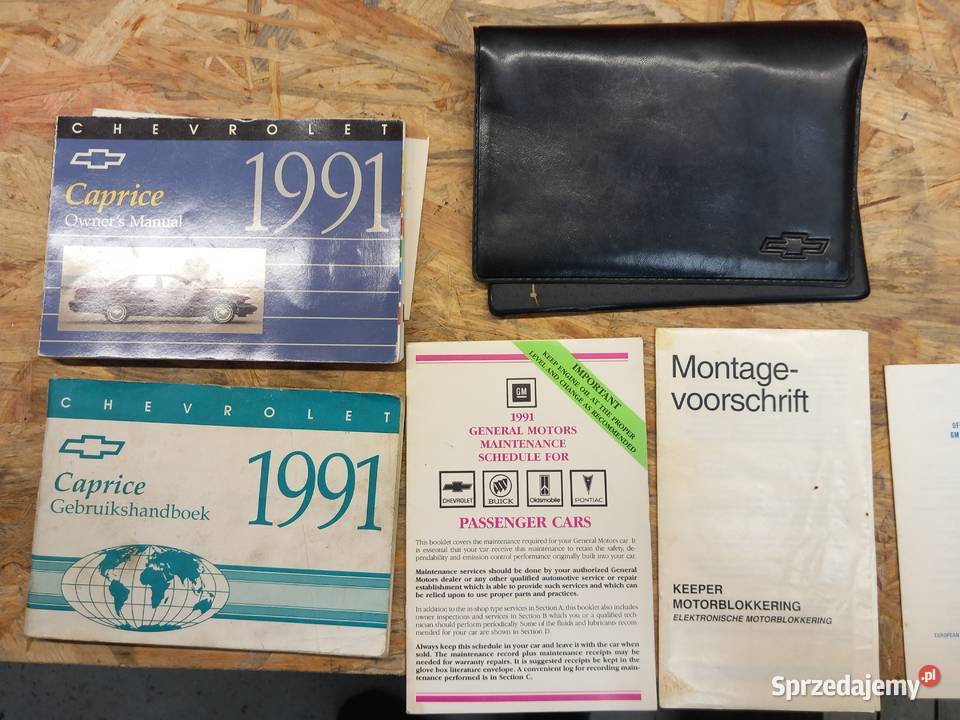 CHEVROLET
1991
Caprice
Owner's Manual
CHEVROLET
1991
Caprice
Gebruikshandboek
IMPORTANT
KEEP ENGINE OIL AT THE PROPER
LEVEL AND CHANGE AS RECOMMENDED
GM
1991
GENERAL MOTORS
MAINTENANCE
SCHEDULE FOR
CHEVROLET BUICK Oldsmobile PONTIAC
PASSENGER CARS
This booklet covers the maintenance required for your General Motors car. It
is essential that your car receive this maintenance to retain the safety, de-
pendability and emission control performance originally built into your car.
Maintenance services should be done by your authorized General
Motors dealer or any other qualified automotive service or repair
establishment which is able to provide such services and which can
be relied upon to use proper parts and practices.
In addition to the in-shop type services in Section A, this booklet also includes
owner inspections and services in Section B which you or a qualified tech-
nician should perform periodically. Some of the fluids and lubricants recom-
mended for your car are shown in Section D.
Always keep this schedule in your car and leave it with the car when
sold. The maintenance record plus maintenance receipts may be
needed for warranty repairs. It is suggested receipts be kept in the
glove box literature envelope. A convenient log for recording main-
tenance performed is in Section C.
Montage-
voorschrift
KEEPER
MOTORBLOKKERING
ELEKTRONISCHE MOTORBLOKKERING
GM
EUROPEAN
Sprzedajemy.pl